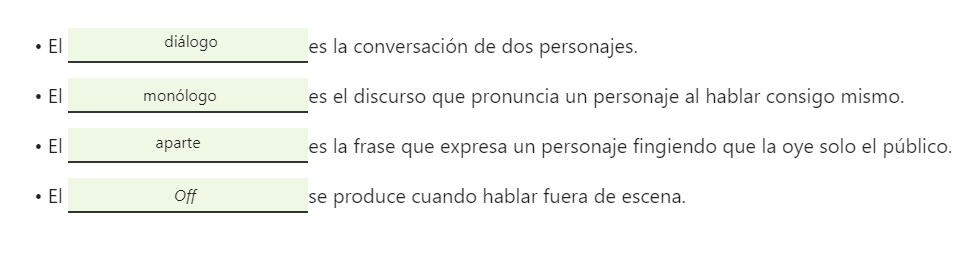 • El diálogo es la conversación de dos personajes.
• El monólogo es el discurso que pronuncia un personaje al hablar consigo mismo.
• El aparte es la frase que expresa un personaje fingiendo que la oye solo el público.
• El Off se produce cuando hablar fuera de escena.